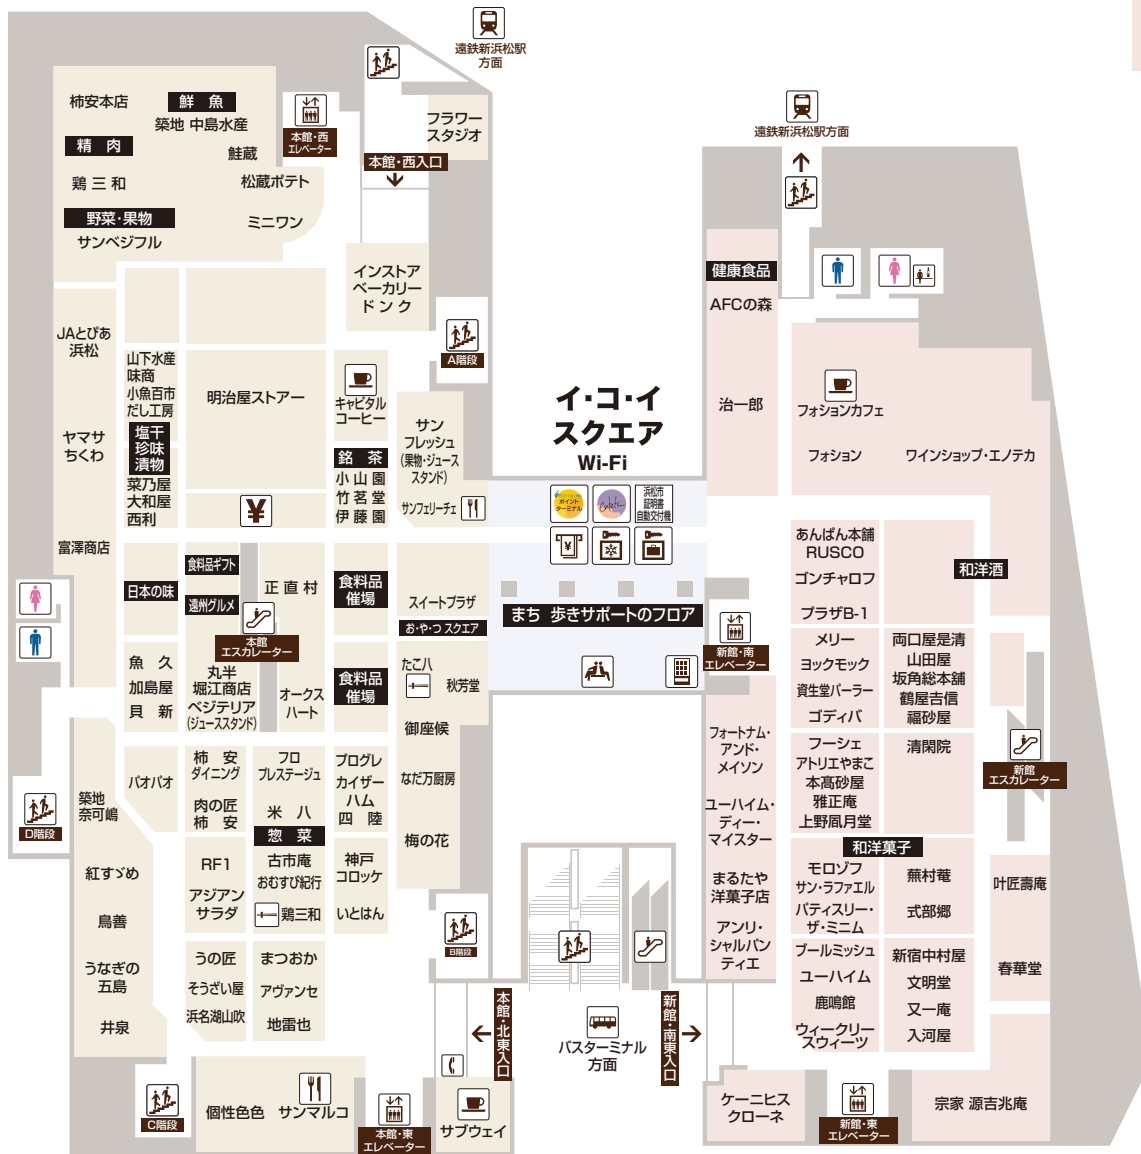 遠鉄新浜松駅
方面
柿安本店
鮮魚
築地 中島水産
精肉
鮭蔵
鶏三和
松蔵ポテト
野菜・果物
サンベジフル
ミニワン
本館・西
エレベーター
フラワー
スタジオ
本館・西入口
インストア
ベーカリー
ドンク
A階段
JAとぴあ
浜松
山下水産
味商
小魚百市
だし工房
塩干
珍味
漬物
菜乃屋
大和屋
西利
ヤマサ
ちくわ
富澤商店
明治屋ストアー
¥
キャピタル
コーヒー
銘茶
小山園
竹茗堂
伊藤園
サン
フレッシュ
(果物・ジュース
スタンド)
サンフェリーチェ
日本の味
食料品ギフト
遠州グルメ
正直村
本館
エスカレーター
食料品
催場
スイートプラザ
お・や・つ スクエア
魚久
加島屋
貝新
丸半
堀江商店
ベジテリア
(ジューススタンド)
オークス
ハート
食料品
催場
たこ八
秋芳堂
御座候
なだ万厨房
梅の花
築地
奈可嶋
パオパオ
柿安
ダイニング
肉の匠
柿安
フロ
プレステージュ
米八
惣菜
古市庵
おむすび紀行
鶏三和
プログレ
カイザー
ハム
四陸
神戸
コロッケ
いとはん
D階段
紅すゞめ
鳥善
うなぎの
五島
井泉
RF1
アジアン
サラダ
うの匠
そうざい屋
浜名湖山吹
まつおか
アヴァンセ
地雷也
B階段
本館・北東入口
C階段
個性色色
サンマルコ
本館・東
エレベーター
サブウェイ
イ・コ・イ
スクエア
Wi-Fi
ポイント
ターミナル
浜松市
証明書
自動交付機
¥
まち 歩きサポートのフロア
新館・南
エレベーター
バスターミナル
方面
新館・南東入口
遠鉄新浜松駅方面
健康食品
AFCの森
治一郎
フォションカフェ
フォション
ワインショップ・エノテカ
あんぱん本舗
RUSCO
ゴンチャロフ
プラザB-1
和洋酒
メリー
ヨックモック
資生堂パーラー
ゴディバ
両口屋是清
山田屋
坂角総本舗
鶴屋吉信
福砂屋
フーシェ
アトリエやまこ
本髙砂屋
雅正庵
上野凮月堂
清閑院
新館
エスカレーター
フォートナム・
アンド・
メイソン
ユーハイム・
ディー・
マイスター
まるたや
洋菓子店
アンリ・
シャルパン
ティエ
和洋菓子
モロゾフ
サン・ラファエル
パティスリー・
ザ・ミニム
蕪村菴
式部郷
叶匠壽庵
春華堂
ブールミッシュ
ユーハイム
鹿鳴館
ウィークリー
スウィーツ
新宿中村屋
文明堂
又一庵
入河屋
ケーニヒス
クローネ
新館・東
エレベーター
宗家 源吉兆庵